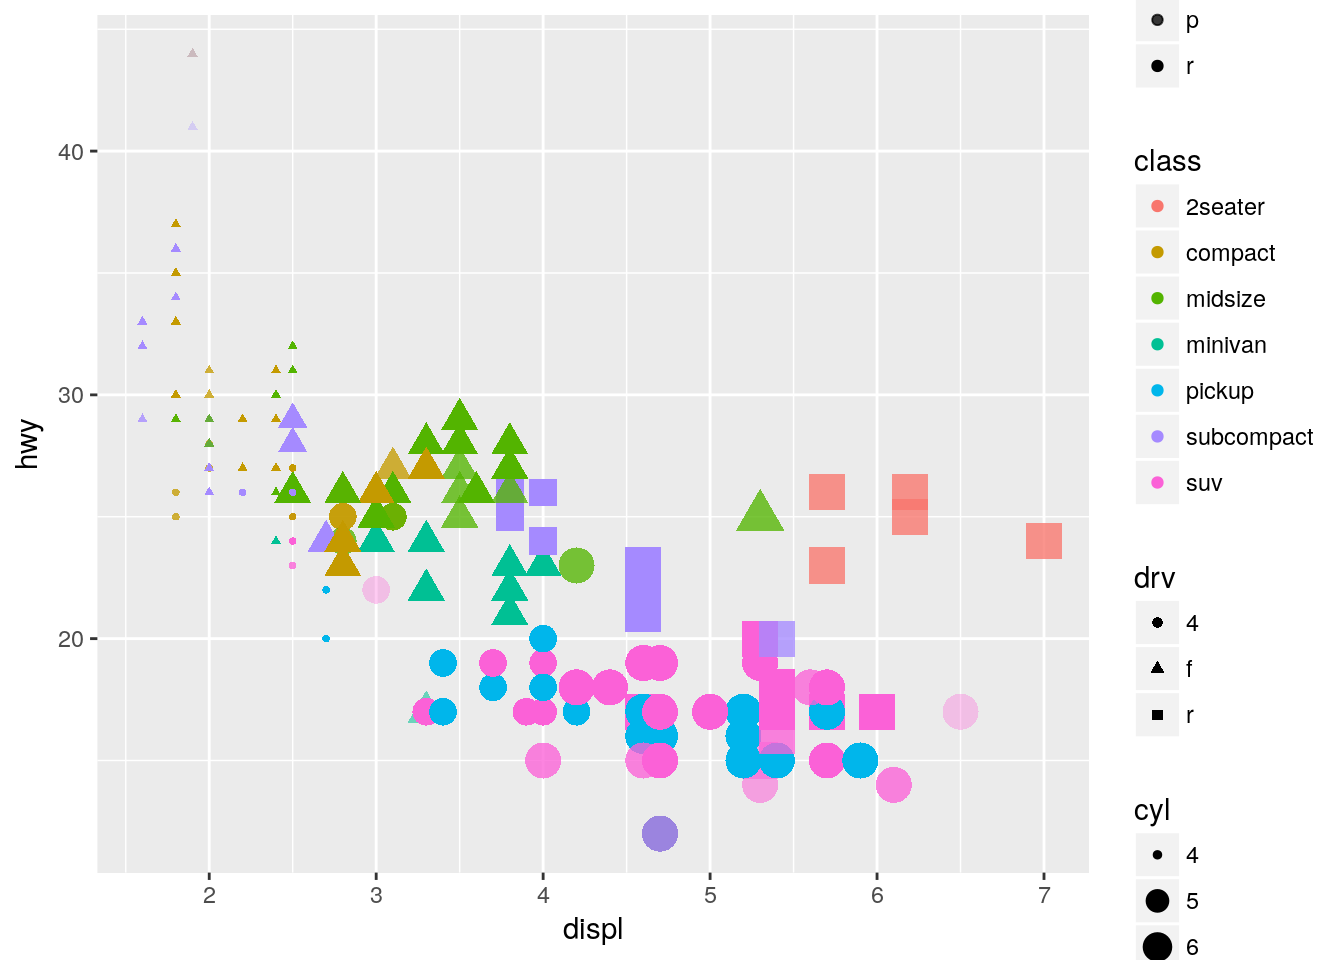 p
r
class
2seater
compact
midsize
minivan
pickup
subcompact
suv
drv
4
f
r
cyl
4
5
6
hwy
40
30
20
2 3 4 5 6 7
displ